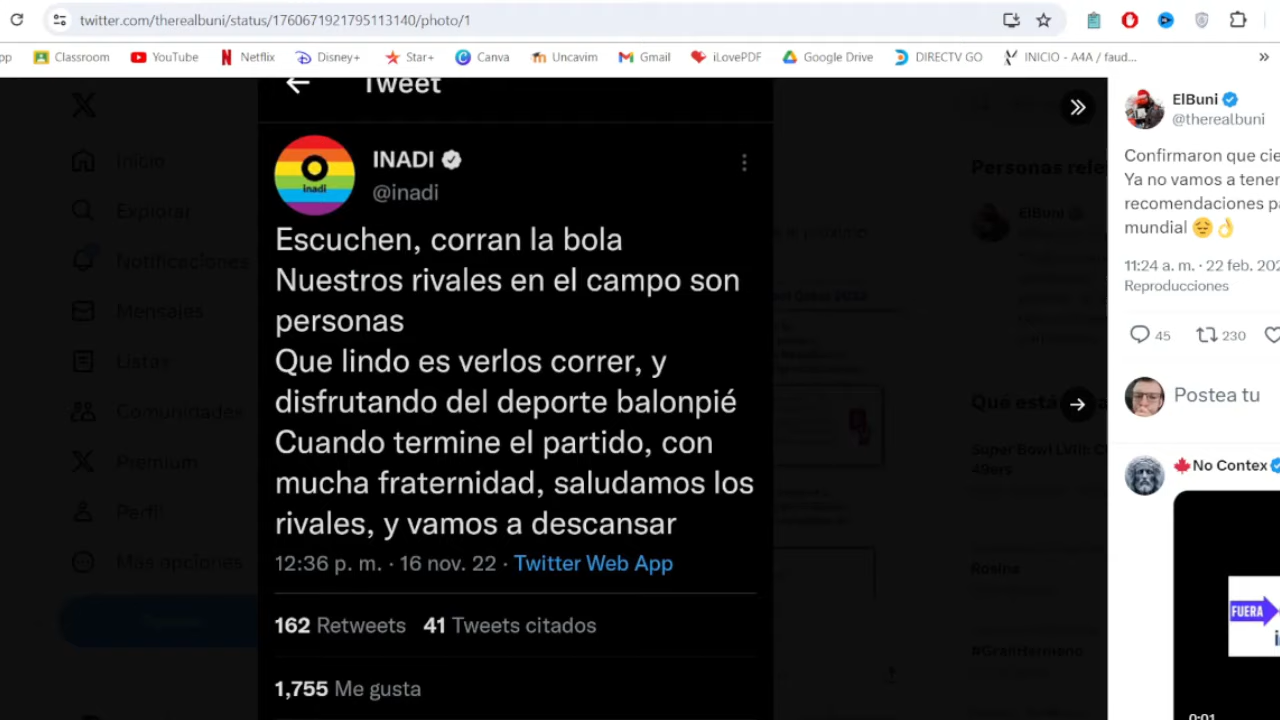 twitter.com/therealbuni/status/1760671921795113140/photo/1
Classroom YouTube Netflix Disney+ Star+ Canva Uncavim Gmail iLovePDF Google Drive DIRECTV GO INICIO - A4A / faud...
Tweet
INADI
@inadi
inadi
Escuchen, corran la bola
Nuestros rivales en el campo son
personas
Que lindo es verlos correr, y
disfrutando del deporte balonpié
Cuando termine el partido, con
mucha fraternidad, saludamos los
rivales, y vamos a descansar
12:36 p. m. · 16 nov. 22 · Twitter Web App
162 Retweets 41 Tweets citados
1,755 Me gusta
Inicio
Explorar
Notificaciones
Mensajes
Listas
Comunidades
Premium
Perfil
Más opciones
Personas rele
ElBuni
Qué está
Super Bowl LVIII: C
49ers
Rosina
#GranHermano
ElBuni
@therealbuni
Confirmaron que cie
Ya no vamos a tener
recomendaciones pa
mundial 😔👌
11:24 a. m. · 22 feb. 202
Reproducciones
45 230
Postea tu
No Contex
FUERA
0:01